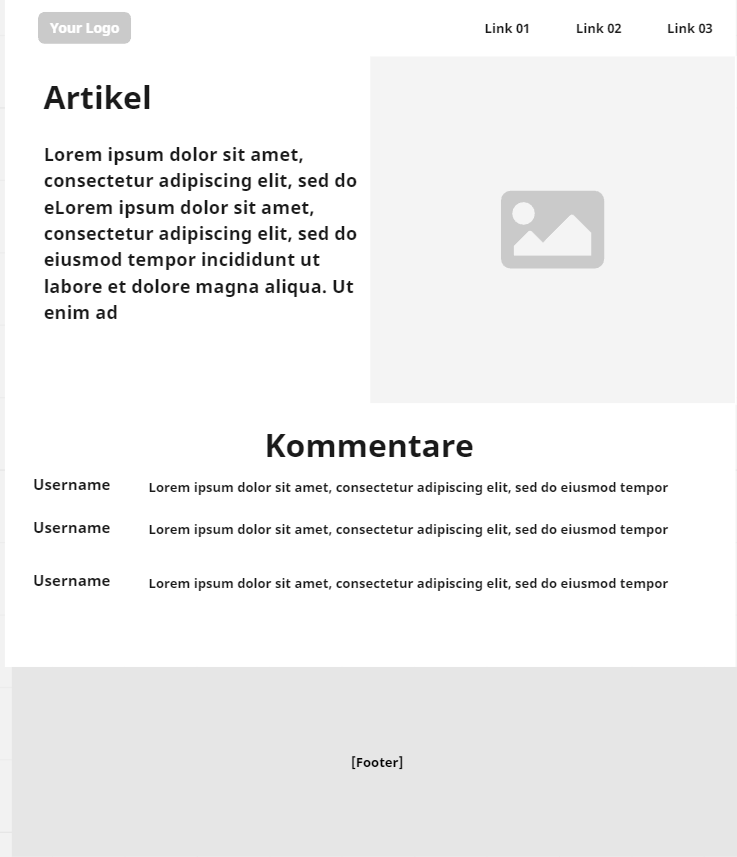 Your Logo
Link 01
Link 02
Link 03
Artikel
Lorem ipsum dolor sit amet,
consectetur adipiscing elit, sed do
eLorem ipsum dolor sit amet,
consectetur adipiscing elit, sed do
eiusmod tempor incididunt ut
labore et dolore magna aliqua. Ut
enim ad
Kommentare
Username
Lorem ipsum dolor sit amet, consectetur adipiscing elit, sed do eiusmod tempor
Username
Lorem ipsum dolor sit amet, consectetur adipiscing elit, sed do eiusmod tempor
Username
Lorem ipsum dolor sit amet, consectetur adipiscing elit, sed do eiusmod tempor
[Footer]